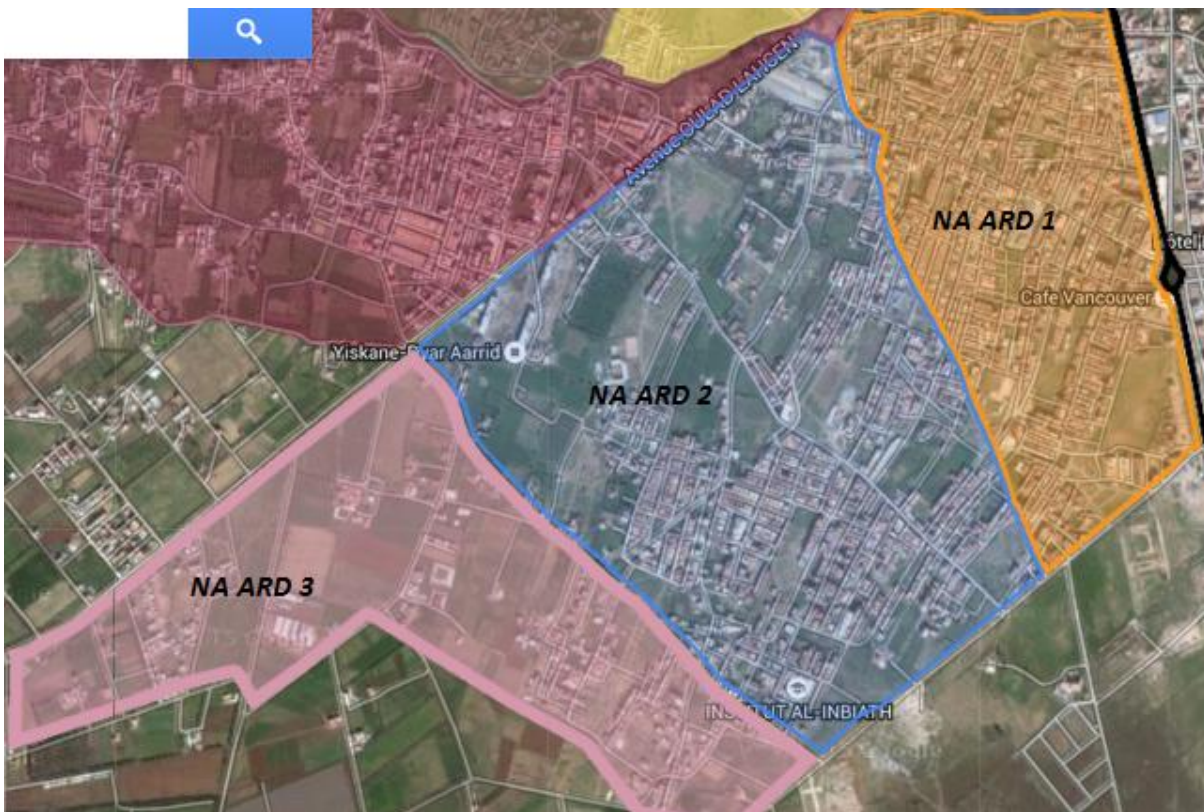 Avenue OULAD LAHCEN
NA ARD 1
Cafe Vancouver
Yiskane-Dyar Aarrid
NA ARD 2
NA ARD 3
INSTITUT AL-INBIATH